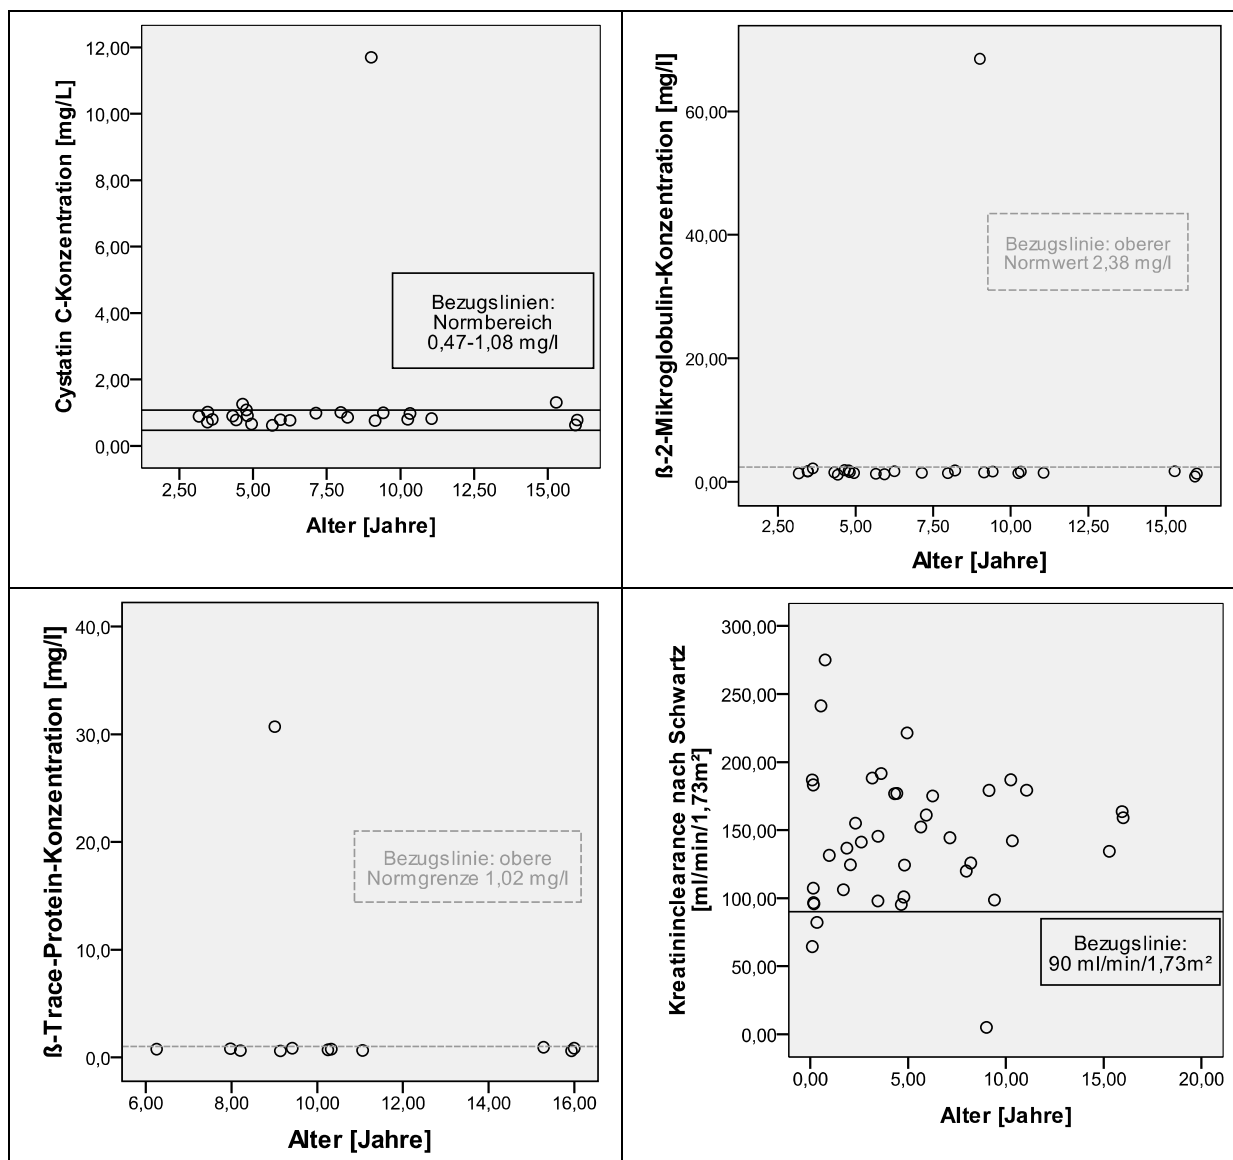 Cystatin C-Konzentration [mg/L]
12,00
10,00
8,00
6,00
4,00
2,00
0,00
Bezugslinien:
Normbereich
0,47-1,08 mg/l
2,50 5,00 7,50 10,00 12,50 15,00
Alter [Jahre]
ß-2-Mikroglobulin-Konzentration [mg/l]
60,00
40,00
20,00
0,00
Bezugslinie: oberer
Normwert 2,38 mg/l
2,50 5,00 7,50 10,00 12,50 15,00
Alter [Jahre]
ß-Trace-Protein-Konzentration [mg/l]
40,0
30,0
20,0
10,0
0,0
Bezugslinie: obere
Normgrenze 1,02 mg/l
6,00 8,00 10,00 12,00 14,00 16,00
Alter [Jahre]
Kreatininclearance nach Schwartz
[ml/min/1,73m²]
300,00
250,00
200,00
150,00
100,00
50,00
0,00
Bezugslinie:
90 ml/min/1,73m²
0,00 5,00 10,00 15,00 20,00
Alter [Jahre]